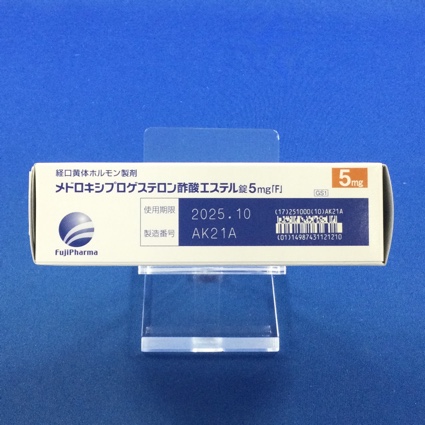 経口黄体ホルモン製剤
メドロキシプロゲステロン酢酸エステル錠5mg「F」
5mg
GS1
使用期限 2025.10
製造番号 AK21A
(17)251000(10)AK21A
(01)14987431121210
FujiPharma